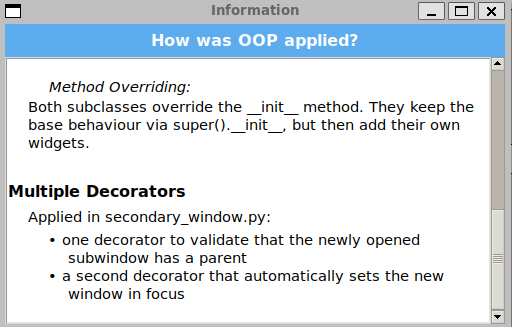 Information
How was OOP applied?
Method Overriding:
Both subclasses override the __init__ method. They keep the
base behaviour via super().__init__, but then add their own
widgets.
Multiple Decorators
Applied in secondary_window.py:
• one decorator to validate that the newly opened
subwindow has a parent
• a second decorator that automatically sets the new
window in focus